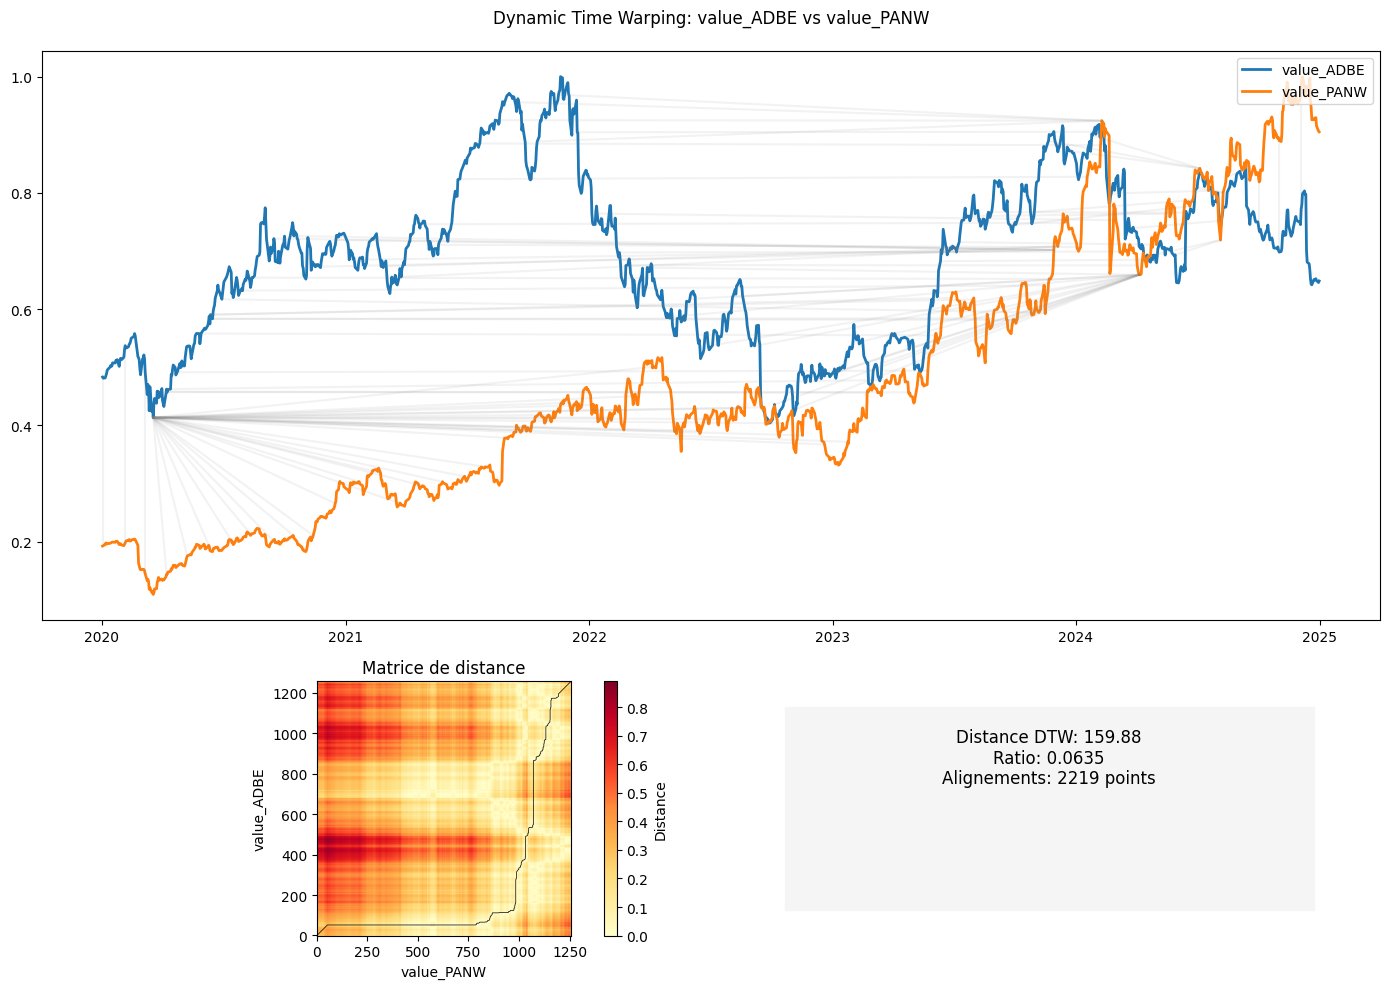 Dynamic Time Warping: value_ADBE vs value_PANW
value_ADBE
value_PANW
1.0
0.8
0.6
0.4
0.2
2020 2021 2022 2023 2024 2025
Matrice de distance
value_ADBE
1200
1000
800
600
400
200
0
0 250 500 750 1000 1250
value_PANW
0.8
0.7
0.6
0.5
0.4
0.3
0.2
0.1
0.0
Distance
Distance DTW: 159.88
Ratio: 0.0635
Alignements: 2219 points